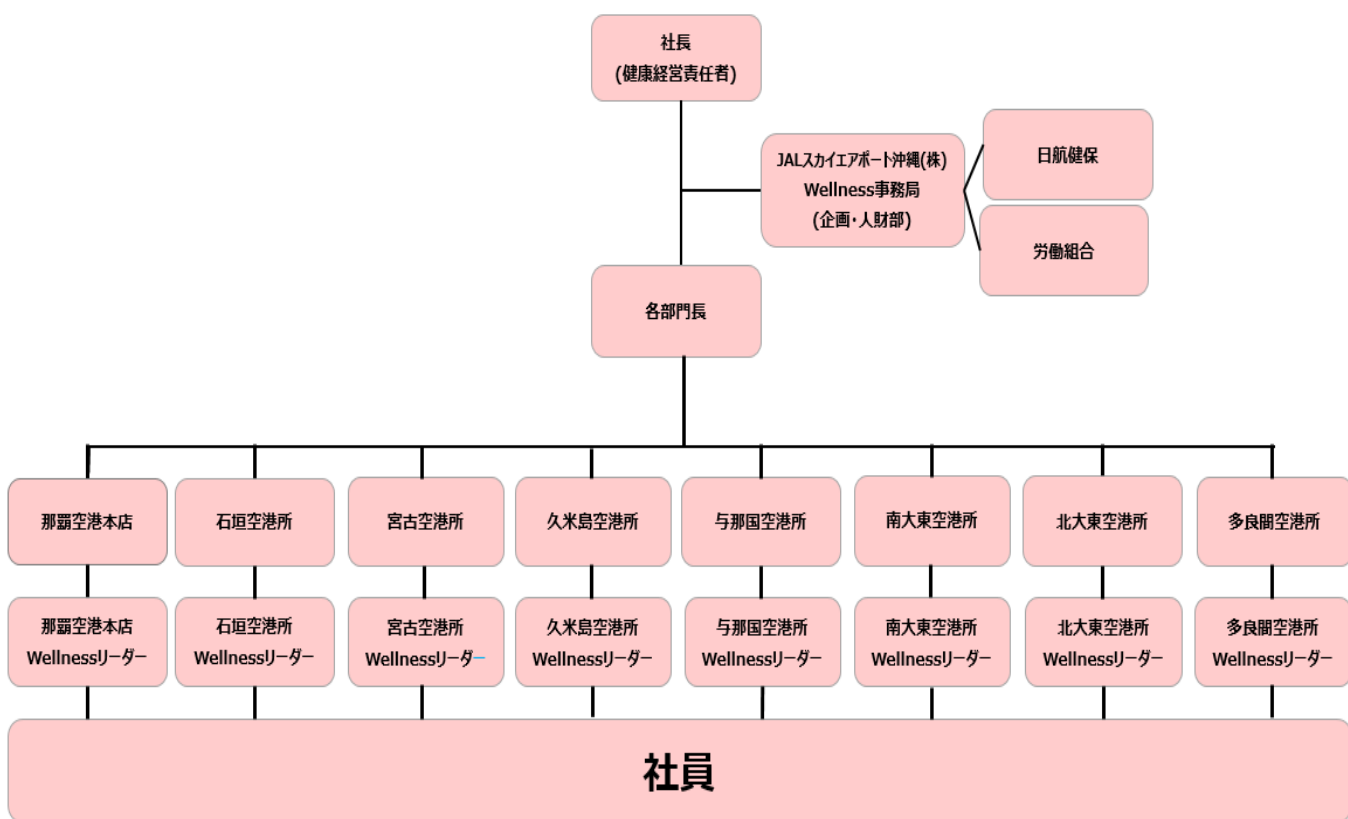 社長
(健康経営責任者)
JALスカイエアポート沖縄(株)
Wellness事務局
(企画・人財部)
日航健保
労働組合
各部門長
那覇空港本店
石垣空港所
宮古空港所
久米島空港所
与那国空港所
南大東空港所
北大東空港所
多良間空港所
那覇空港本店
Wellnessリーダー
石垣空港所
Wellnessリーダー
宮古空港所
Wellnessリーダー
久米島空港所
Wellnessリーダー
与那国空港所
Wellnessリーダー
南大東空港所
Wellnessリーダー
北大東空港所
Wellnessリーダー
多良間空港所
Wellnessリーダー
社員